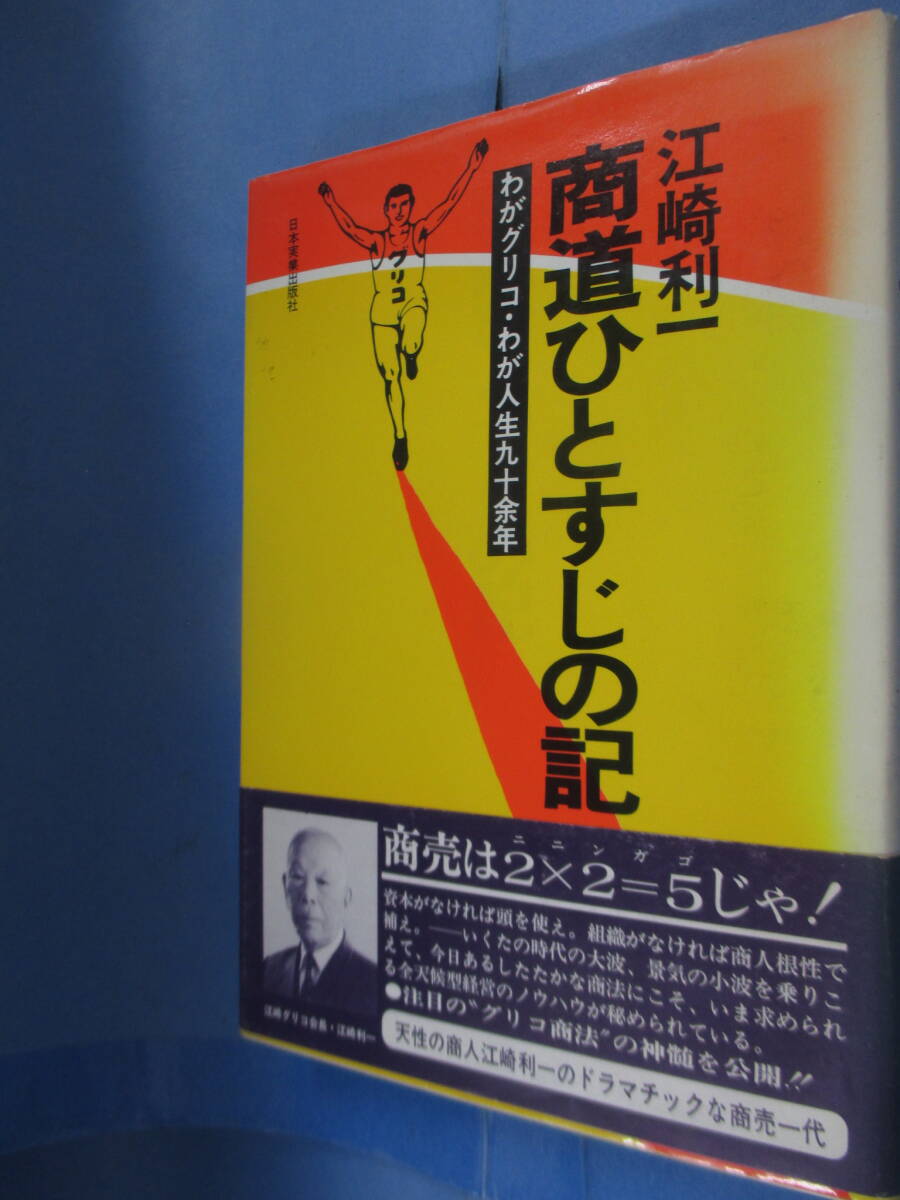 江崎利一
商道ひとすじの記
わがグリコ・わが人生九十余年
グリコ
日本実業出版社
ニニンガゴ
商売は2×2=5じゃ!
資本がなければ頭を使え。組織がなければ商人根性で
補え。――いくたの時代の大波、景気の小波を乗りこ
えて、今日あるしたたかな商法にこそ、いま求められ
る全天候型経営のノウハウが秘められている。
●注目の〝グリコ商法〟の神髄を公開!!
天性の商人江崎利一のドラマチックな商売一代
江崎グリコ会長・江崎利一